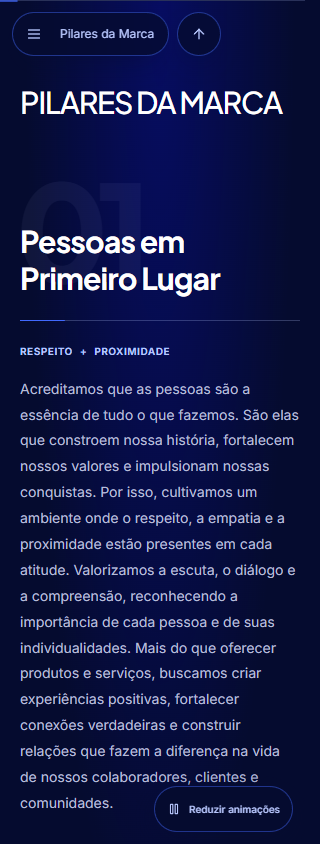 Pilares da Marca
PILARES DA MARCA
01
Pessoas em
Primeiro Lugar
RESPEITO + PROXIMIDADE
Acreditamos que as pessoas são a
essência de tudo o que fazemos. São elas
que constroem nossa história, fortalecem
nossos valores e impulsionam nossas
conquistas. Por isso, cultivamos um
ambiente onde o respeito, a empatia e a
proximidade estão presentes em cada
atitude. Valorizamos a escuta, o diálogo e
a compreensão, reconhecendo a
importância de cada pessoa e de suas
individualidades. Mais do que oferecer
produtos e serviços, buscamos criar
experiências positivas, fortalecer
conexões verdadeiras e construir
relações que fazem a diferença na vida
de nossos colaboradores, clientes e
comunidades.
Reduzir animações